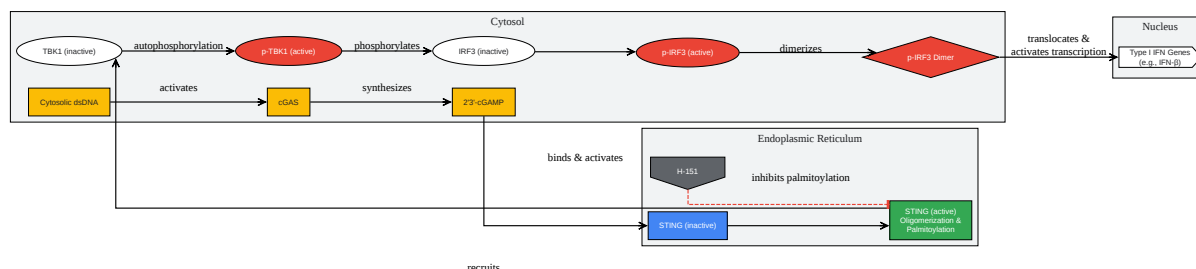 Cytosol
Nucleus
TBK1 (inactive)
autophosphorylation
p-TBK1 (active)
phosphorylates
IRF3 (inactive)
p-IRF3 (active)
dimerizes
p-IRF3 Dimer
translocates &
activates transcription
Type I IFN Genes
(e.g., IFN-β)
Cytosolic dsDNA
activates
cGAS
synthesizes
2'3'-cGAMP
Endoplasmic Reticulum
binds & activates
H-151
inhibits palmitoylation
STING (inactive)
STING (active)
Oligomerization &
Palmitoylation
recruits